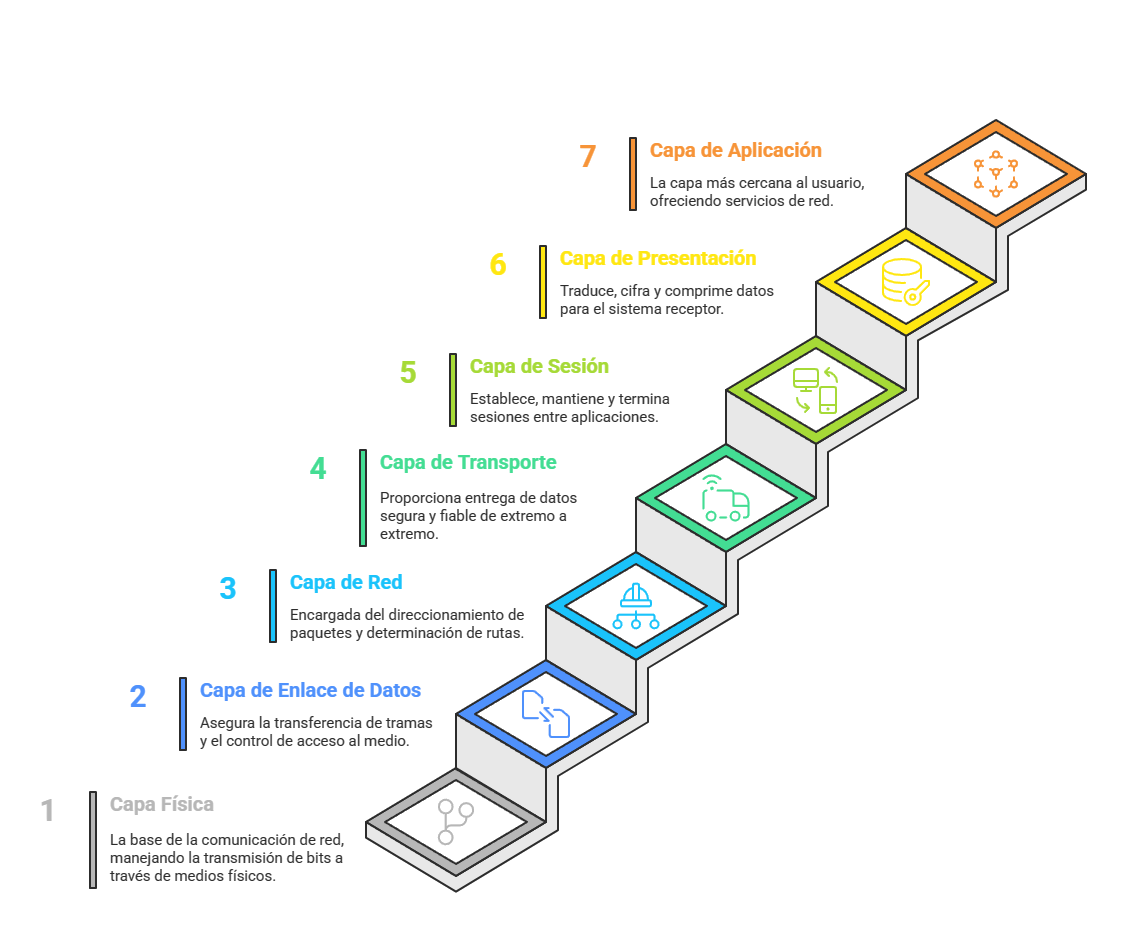 7
Capa de Aplicación
La capa más cercana al usuario,
ofreciendo servicios de red.
6
Capa de Presentación
Traduce, cifra y comprime datos
para el sistema receptor.
5
Capa de Sesión
Establece, mantiene y termina
sesiones entre aplicaciones.
4
Capa de Transporte
Proporciona entrega de datos
segura y fiable de extremo a
extremo.
3
Capa de Red
Encargada del direccionamiento de
paquetes y determinación de rutas.
2
Capa de Enlace de Datos
Asegura la transferencia de tramas
y el control de acceso al medio.
1
Capa Física
La base de la comunicación de red,
manejando la transmisión de bits a
través de medios físicos.